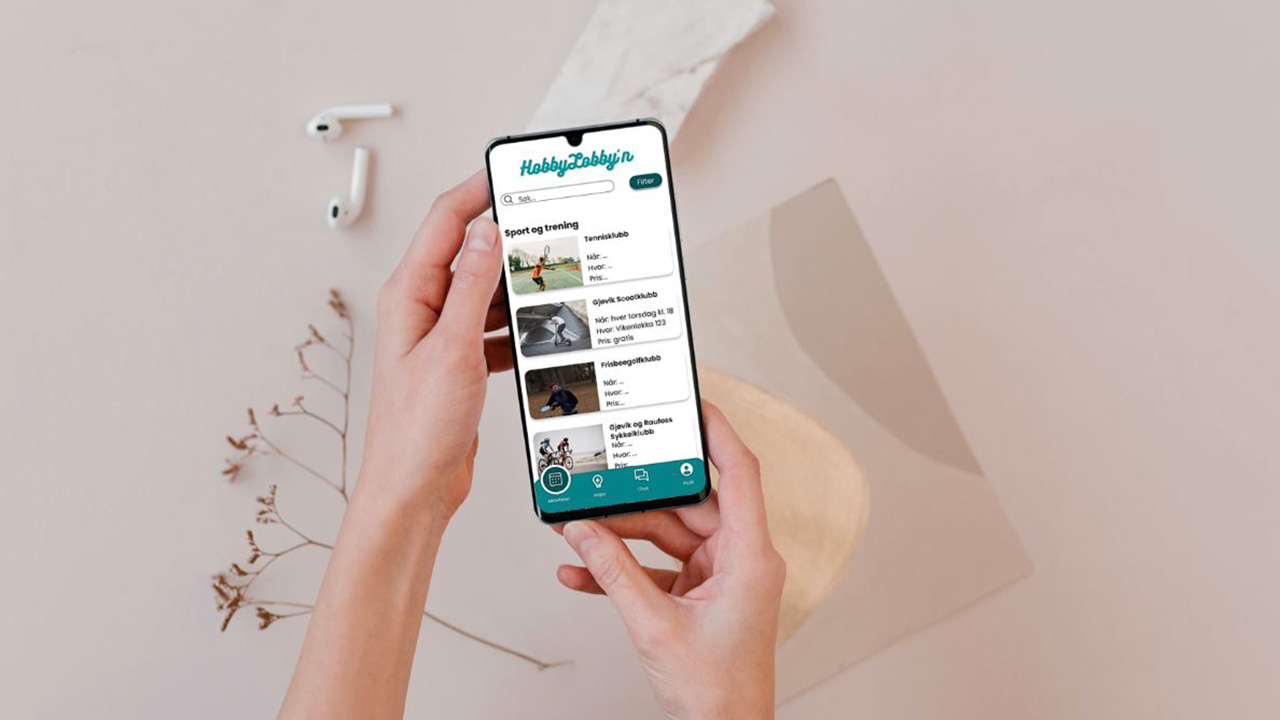 HobbyLobby'n
Søk...
Filter
Sport og trening
Tennisklubb
Når: ...
Hvor: ...
Pris:...
Gjøvik Scootklubb
Når: hver torsdag kl. 18
Hvor: Vikenløkka 123
Pris: gratis
Frisbeegolfklubb
Når: ...
Hvor: ...
Pris:...
Gjøvik og Raufoss
Sykkelklubb
Når: ...
Hvor: ...
Pris:
Aktiviteter
Chat
Profil